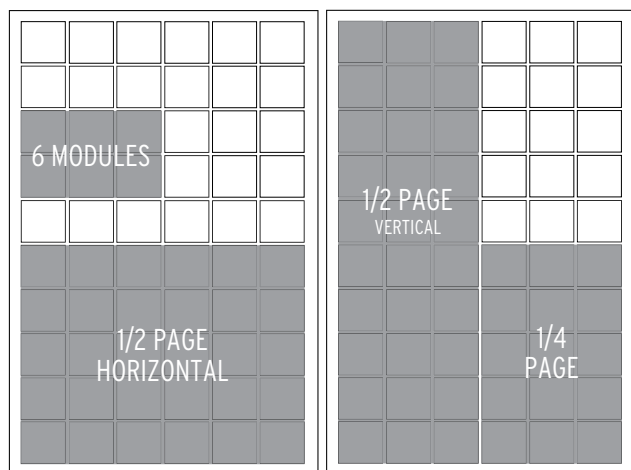 6 MODULES
1/2 PAGE
HORIZONTAL
1/2 PAGE
VERTICAL
1/4
PAGE